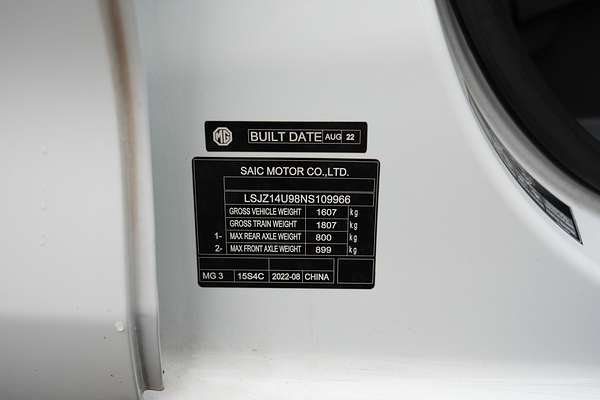 MG BUILT DATE AUG 22
SAIC MOTOR CO.,LTD.
LSJZ14U98NS109966
GROSS VEHICLE WEIGHT 1607 kg
GROSS TRAIN WEIGHT 1807 kg
1- MAX REAR AXLE WEIGHT 800 kg
2- MAX FRONT AXLE WEIGHT 899 kg
MG 3 15S4C 2022-08 CHINA